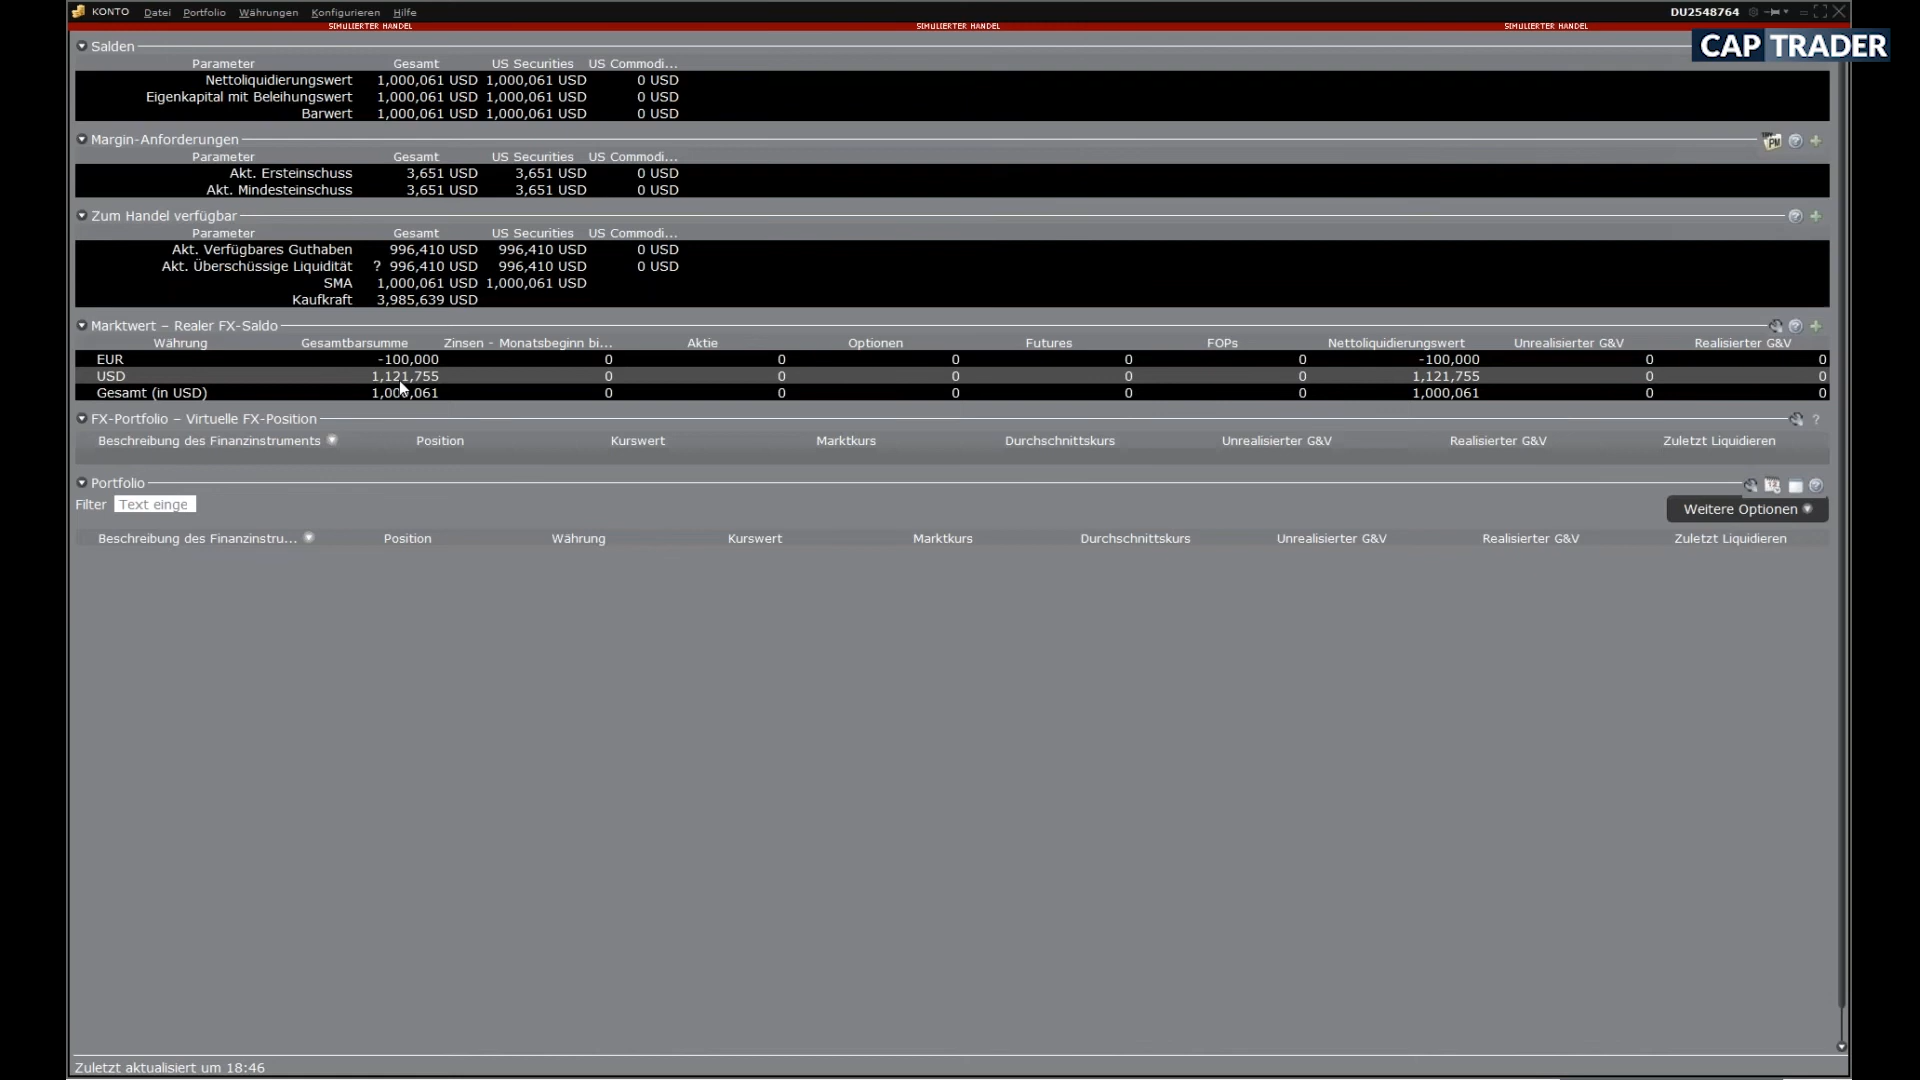 KONTO Datei Portfolio Währungen Konfigurieren Hilfe DU2548764
SIMULIERTER HANDEL SIMULIERTER HANDEL SIMULIERTER HANDEL
CAP TRADER
Salden
Parameter Gesamt US Securities US Commodi...
Nettoliquidierungswert 1,000,061 USD 1,000,061 USD 0 USD
Eigenkapital mit Beleihungswert 1,000,061 USD 1,000,061 USD 0 USD
Barwert 1,000,061 USD 1,000,061 USD 0 USD
Margin-Anforderungen
Parameter Gesamt US Securities US Commodi...
Akt. Ersteinschuss 3,651 USD 3,651 USD 0 USD
Akt. Mindesteinschuss 3,651 USD 3,651 USD 0 USD
Zum Handel verfügbar
Parameter Gesamt US Securities US Commodi...
Akt. Verfügbares Guthaben 996,410 USD 996,410 USD 0 USD
Akt. Überschüssige Liquidität ? 996,410 USD 996,410 USD 0 USD
SMA 1,000,061 USD 1,000,061 USD
Kaufkraft 3,985,639 USD
Marktwert – Realer FX-Saldo
Währung Gesamtbarsumme Zinsen - Monatsbeginn bi... Aktie Optionen Futures FOPs Nettoliquidierungswert Unrealisierter G&V Realisierter G&V
EUR -100,000 0 0 0 0 0 -100,000 0 0
USD 1,121,755 0 0 0 0 0 1,121,755 0 0
Gesamt (in USD) 1,000,061 0 0 0 0 0 1,000,061 0 0
FX-Portfolio – Virtuelle FX-Position
Beschreibung des Finanzinstruments Position Kurswert Marktkurs Durchschnittskurs Unrealisierter G&V Realisierter G&V Zuletzt Liquidieren
Portfolio
Filter Text einge
Weitere Optionen
Beschreibung des Finanzinstru... Position Währung Kurswert Marktkurs Durchschnittskurs Unrealisierter G&V Realisierter G&V Zuletzt Liquidieren
Zuletzt aktualisiert um 18:46